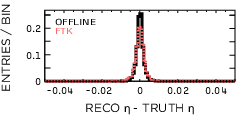 ENTRIES / BIN
OFFLINE
FTK
0.2
0.1
0
-0.04 -0.02 0 0.02 0.04
RECO η - TRUTH η